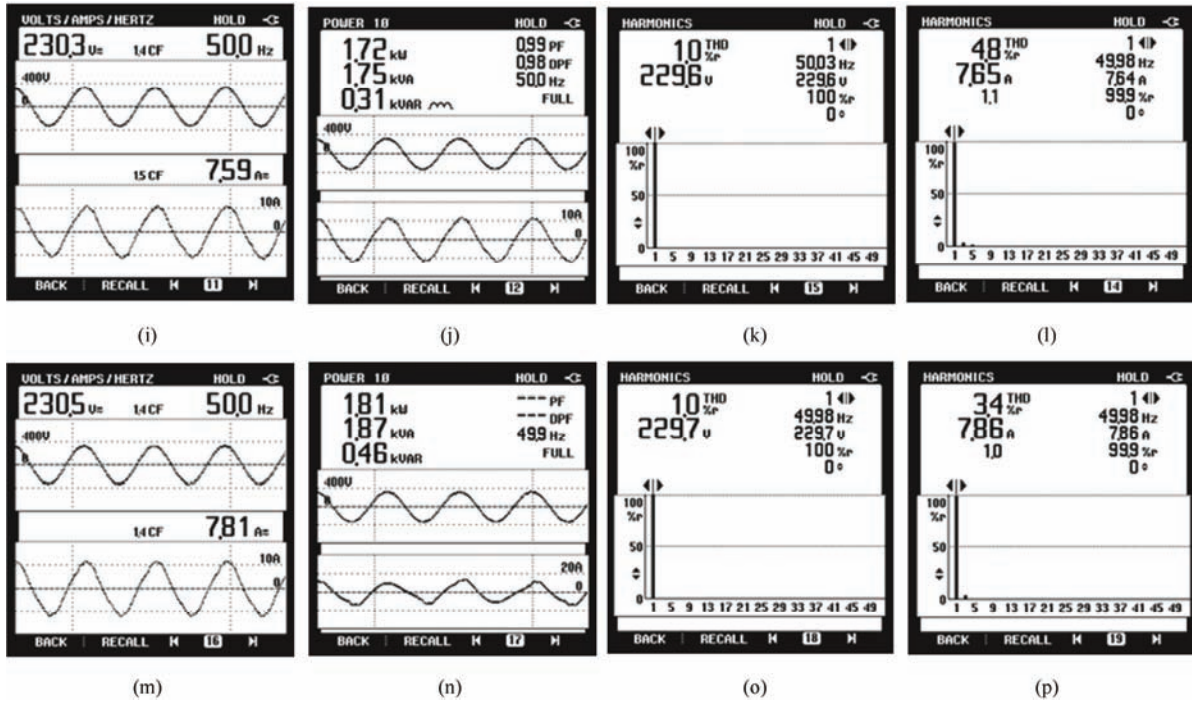 VOLTS/AMPS/HERTZ HOLD
230.3 V≂ 1.4 CF 50.0 Hz
400V
0
1.5 CF 7.59 A≂
10A
0
BACK RECALL 11
(i)
POWER 1Ø HOLD
1.72 kW 0.99 PF
1.75 kVA 0.98 DPF
0.31 kVAR 50.0 Hz
FULL
400V
10A
0
BACK RECALL 12
(j)
HARMONICS HOLD
1.0 THD %r 1
229.6 V 50.03 Hz
229.6 V
100 %r
0 °
100
%r
50
0
1 5 9 13 17 21 25 29 33 37 41 45 49
BACK RECALL 15
(k)
HARMONICS HOLD
4.8 THD %r 1
7.65 A 49.98 Hz
7.64 A
1.1 99.9 %r
0 °
100
%r
50
0
1 5 9 13 17 21 25 29 33 37 41 45 49
BACK RECALL 14
(l)
VOLTS/AMPS/HERTZ HOLD
230.5 V≂ 1.4 CF 50.0 Hz
400V
1.4 CF 7.81 A≂
10A
0
BACK RECALL 16
(m)
POWER 1Ø HOLD
1.81 kW --- PF
1.87 kVA --- DPF
0.46 kVAR 49.9 Hz
FULL
400V
20A
0
BACK RECALL 17
(n)
HARMONICS HOLD
1.0 THD %r 1
229.7 V 49.98 Hz
229.7 V
100 %r
0 °
100
%r
50
0
1 5 9 13 17 21 25 29 33 37 41 45 49
BACK RECALL 18
(o)
HARMONICS HOLD
3.4 THD %r 1
7.86 A 49.98 Hz
7.86 A
1.0 99.9 %r
0 °
100
%r
50
0
1 5 9 13 17 21 25 29 33 37 41 45 49
BACK RECALL 19
(p)